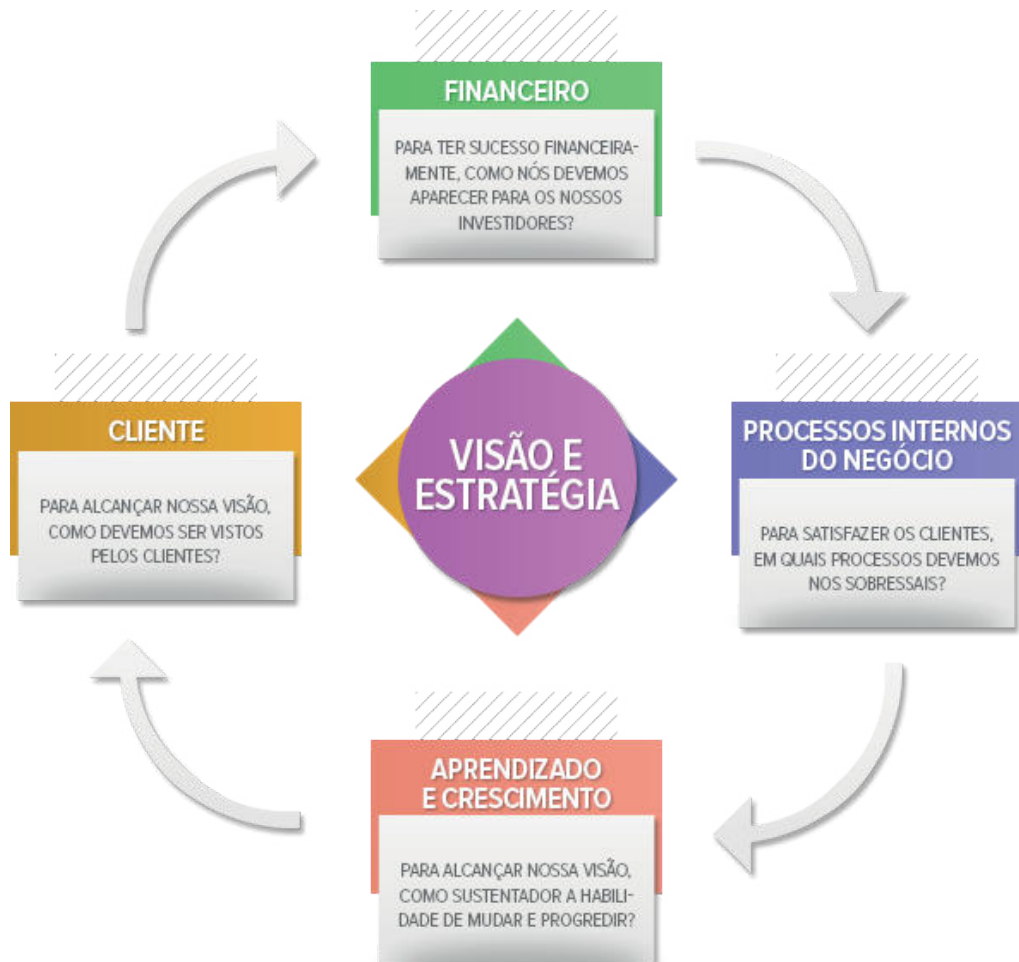 FINANCEIRO
PARA TER SUCESSO FINANCEIRA-
MENTE, COMO NÓS DEVEMOS
APARECER PARA OS NOSSOS
INVESTIDORES?
CLIENTE
PARA ALCANÇAR NOSSA VISÃO,
COMO DEVEMOS SER VISTOS
PELOS CLIENTES?
VISÃO E
ESTRATÉGIA
PROCESSOS INTERNOS
DO NEGÓCIO
PARA SATISFAZER OS CLIENTES,
EM QUAIS PROCESSOS DEVEMOS
NOS SOBRESSAIS?
APRENDIZADO
E CRESCIMENTO
PARA ALCANÇAR NOSSA VISÃO,
COMO SUSTENTADOR A HABILI-
DADE DE MUDAR E PROGREDIR?